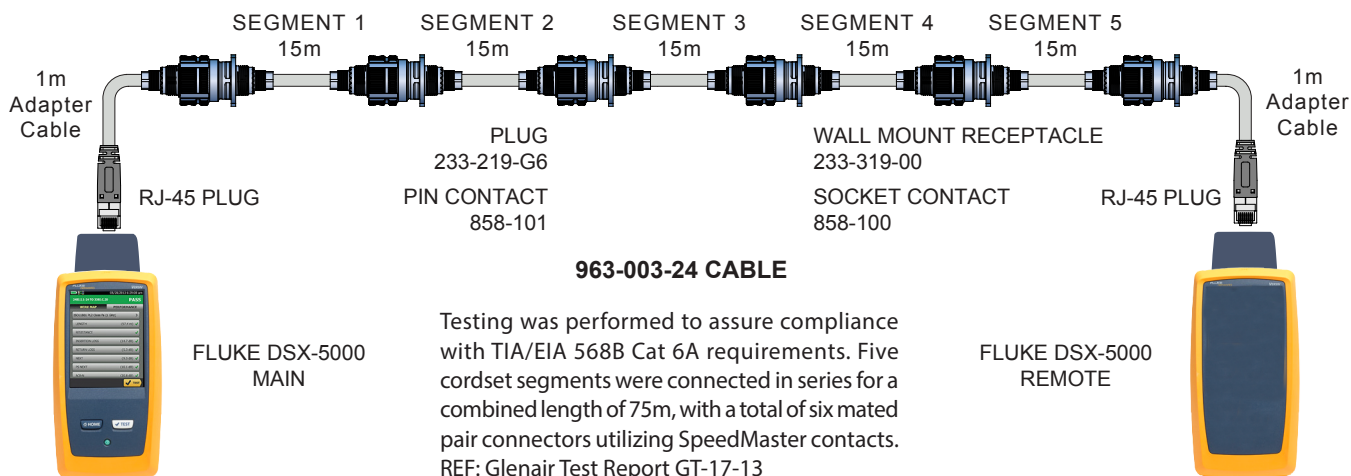 SEGMENT 1
15m
SEGMENT 2
15m
SEGMENT 3
15m
SEGMENT 4
15m
SEGMENT 5
15m
1m
Adapter
Cable
1m
Adapter
Cable
PLUG
233-219-G6
PIN CONTACT
858-101
WALL MOUNT RECEPTACLE
233-319-00
SOCKET CONTACT
858-100
RJ-45 PLUG
RJ-45 PLUG
963-003-24 CABLE
Testing was performed to assure compliance
with TIA/EIA 568B Cat 6A requirements. Five
cordset segments were connected in series for a
combined length of 75m, with a total of six mated
pair connectors utilizing SpeedMaster contacts.
REF: Glenair Test Report GT-17-13
FLUKE DSX-5000
MAIN
FLUKE DSX-5000
REMOTE
PASS
HOME
TEST